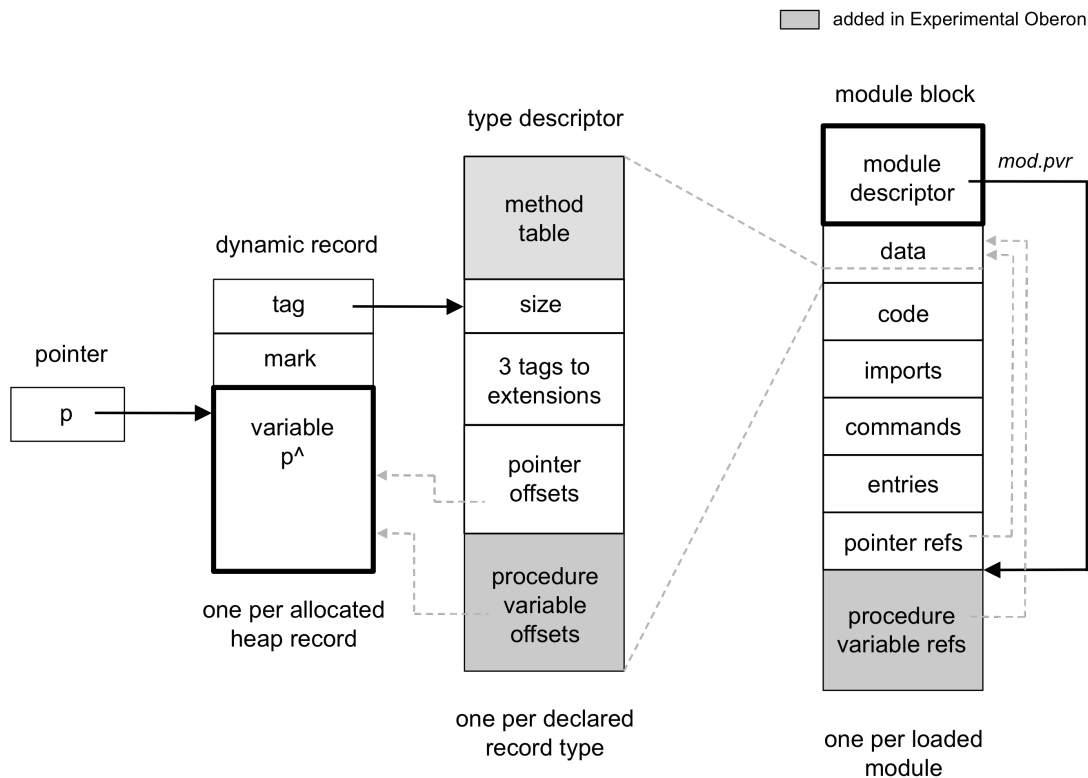 added in Experimental Oberon
module block
type descriptor
mod.pvr
module
descriptor
method
table
dynamic record
data
tag
size
code
pointer
mark
3 tags to
extensions
imports
p
variable
p^
commands
pointer
offsets
entries
pointer refs
procedure
variable
offsets
one per allocated
heap record
procedure
variable refs
one per declared
record type
one per loaded
module